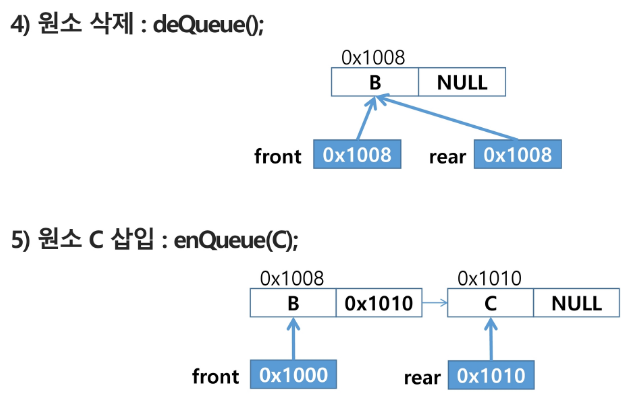 4) 원소 삭제 : deQueue();
0x1008
B NULL
front 0x1008 rear 0x1008
5) 원소 C 삽입 : enQueue(C);
0x1008 0x1010
B 0x1010 C NULL
front 0x1000 rear 0x1010